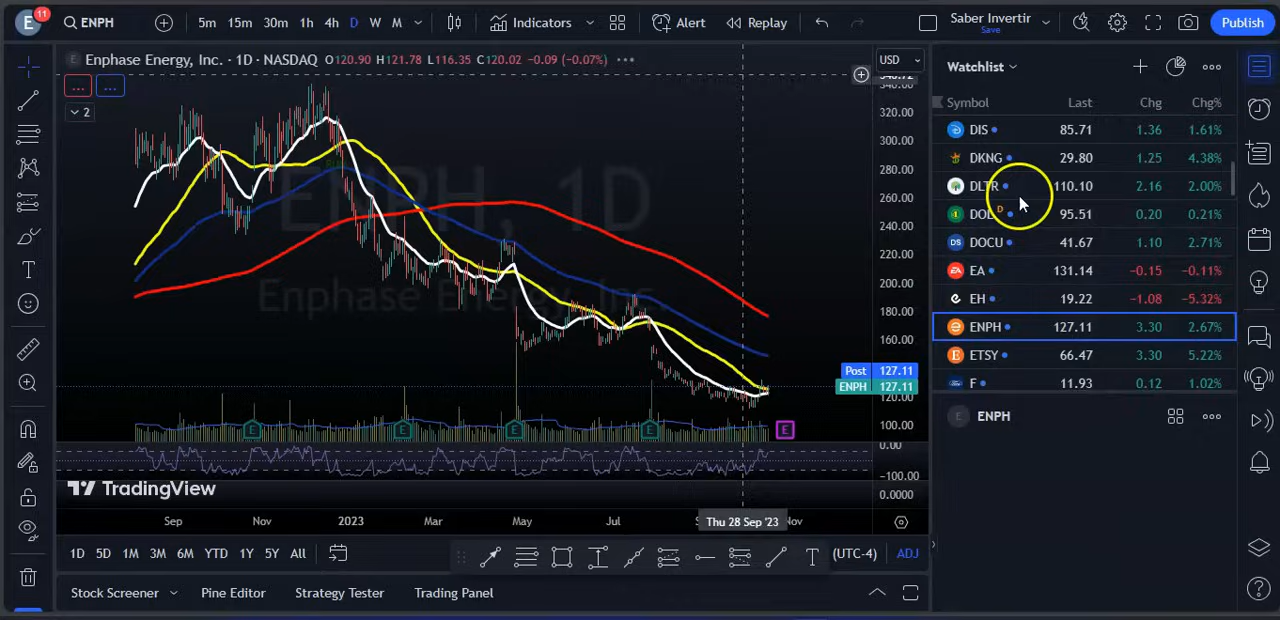 E 11 ENPH 5m 15m 30m 1h 4h D W M Indicators Alert Replay Saber Invertir Save Publish
E Enphase Energy, Inc. · 1D · NASDAQ O120.90 H121.78 L116.35 C120.02 −0.09 (−0.07%) USD
2
ENPH, 1D
Enphase Energy, Inc.
320.00
300.00
280.00
260.00
240.00
220.00
200.00
180.00
160.00
140.00
Post 127.11
ENPH 127.11
120.00
100.00
E E E E E
0.00
−100.00
0.0000
TradingView
Sep Nov 2023 Mar May Jul Thu 28 Sep '23 Nov
1D 5D 1M 3M 6M YTD 1Y 5Y All (UTC-4) ADJ
Stock Screener Pine Editor Strategy Tester Trading Panel
Watchlist
Symbol Last Chg Chg%
DIS 85.71 1.36 1.61%
DKNG 29.80 1.25 4.38%
DLTR 110.10 2.16 2.00%
D 95.51 0.20 0.21%
DOCU 41.67 1.10 2.71%
EA 131.14 −0.15 −0.11%
EH 19.22 −1.08 −5.32%
ENPH 127.11 3.30 2.67%
ETSY 66.47 3.30 5.22%
F 11.93 0.12 1.02%
E ENPH